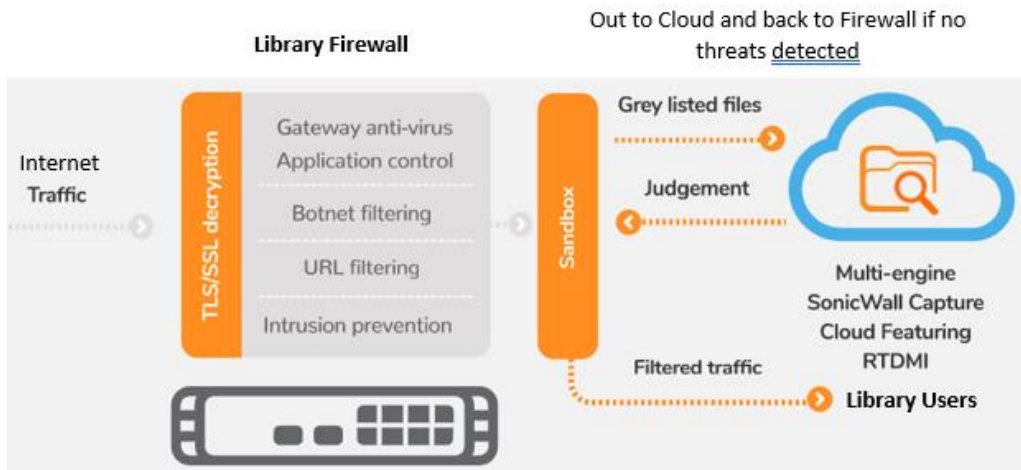 Out to Cloud and back to Firewall if no
threats detected
Library Firewall
Internet
Traffic
TLS/SSL decryption
Gateway anti-virus
Application control
Botnet filtering
URL filtering
Intrusion prevention
Sandbox
Grey listed files
Judgement
Multi-engine
SonicWall Capture
Cloud Featuring
RTDMI
Filtered traffic
Library Users